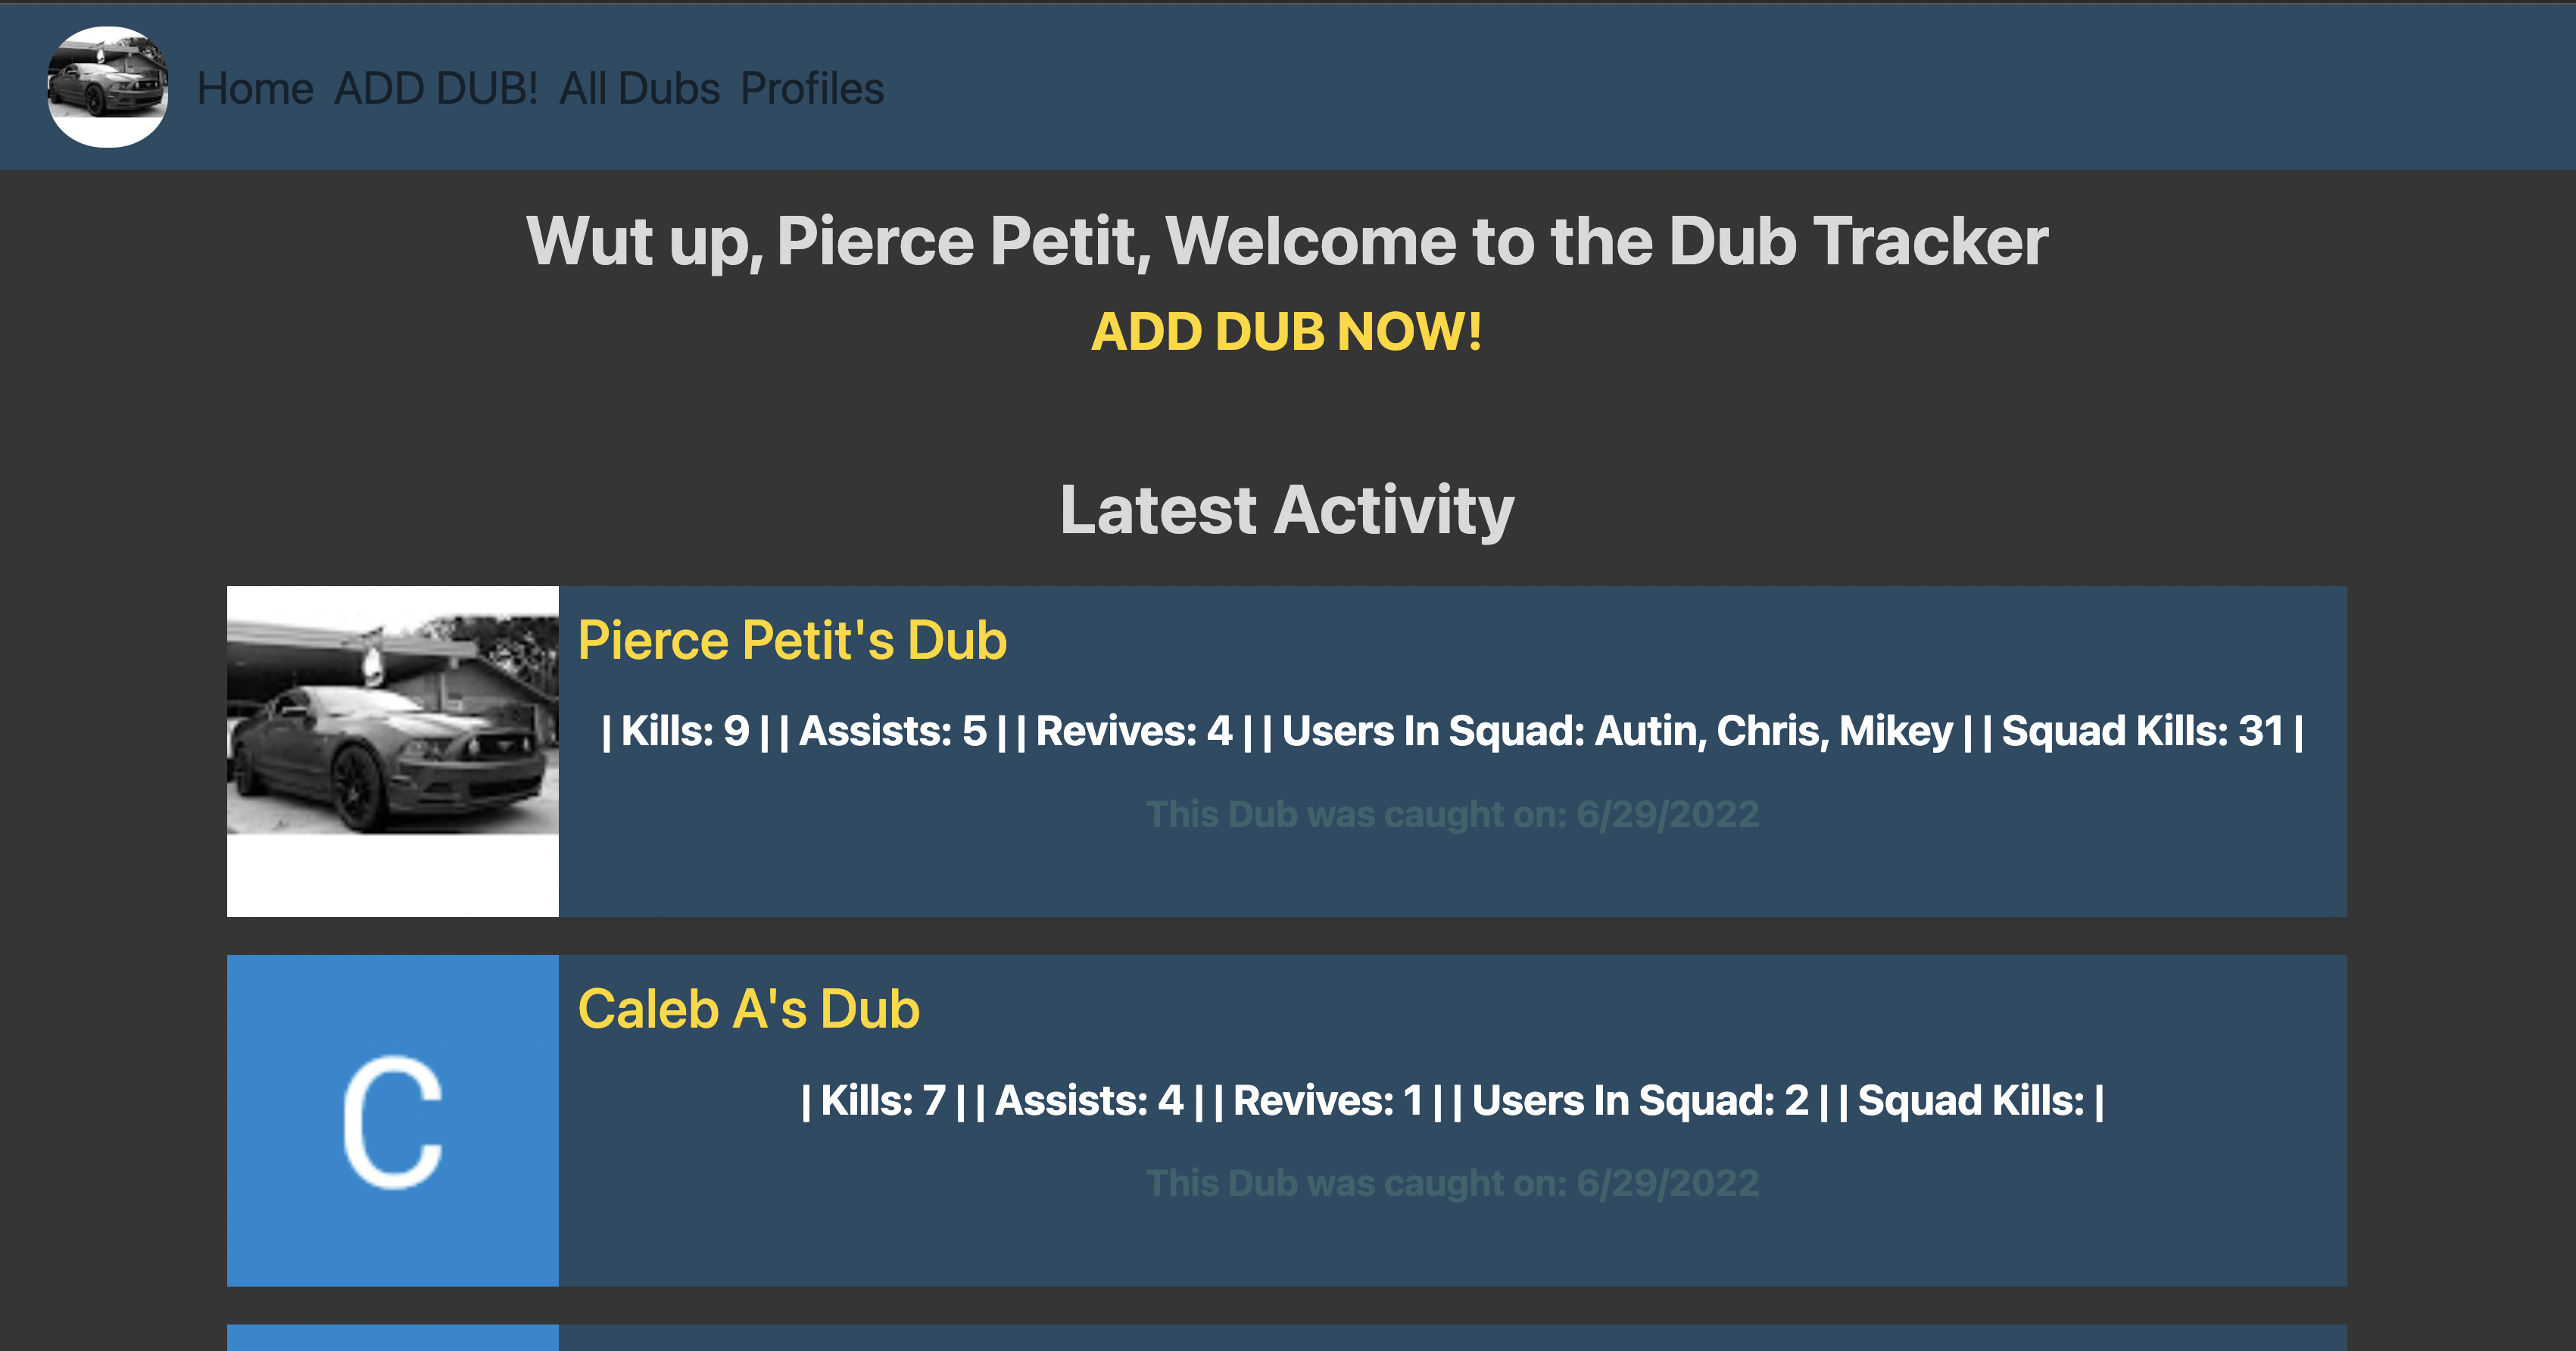 Home ADD DUB! All Dubs Profiles
Wut up, Pierce Petit, Welcome to the Dub Tracker
ADD DUB NOW!
Latest Activity
Pierce Petit's Dub
| Kills: 9 | | Assists: 5 | | Revives: 4 | | Users In Squad: Autin, Chris, Mikey | | Squad Kills: 31 |
This Dub was caught on: 6/29/2022
Caleb A's Dub
C
| Kills: 7 | | Assists: 4 | | Revives: 1 | | Users In Squad: 2 | | Squad Kills: |
This Dub was caught on: 6/29/2022